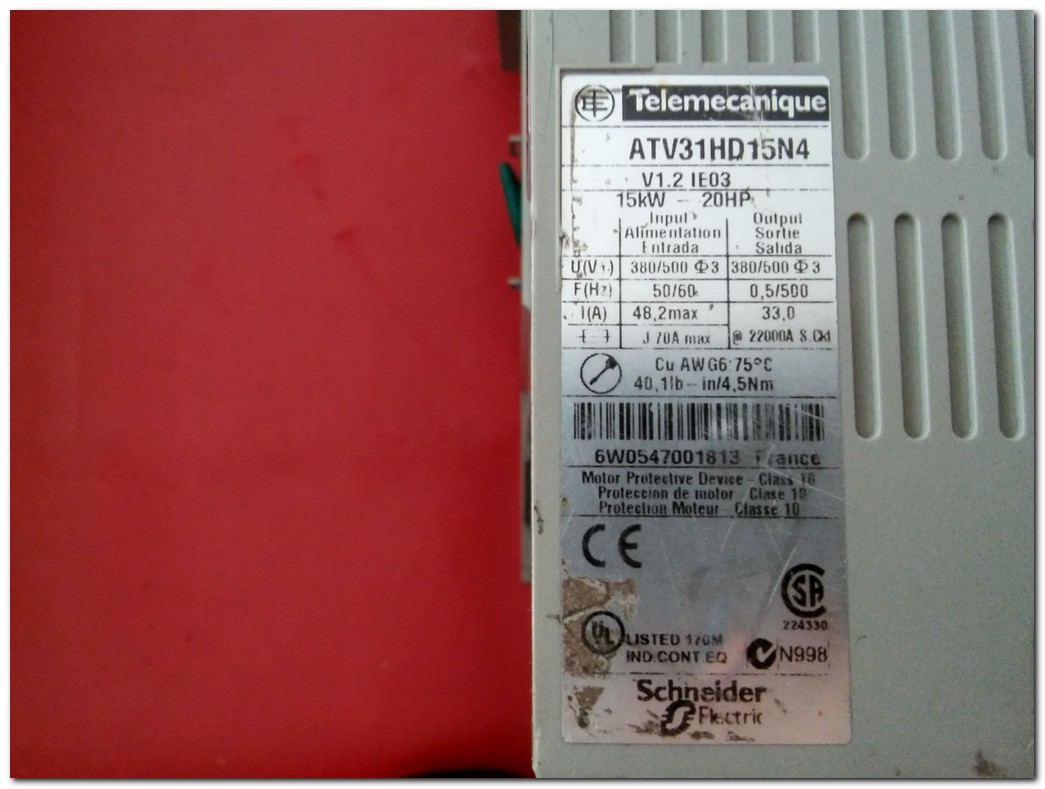 Telemecanique
ATV31HD15N4
V1.2 IE03
15kW - 20HP
Input Output
Alimentation Sortie
Entrada Salida
U(V~) 380/500 Φ3 380/500 Φ3
F(Hz) 50/60 0,5/500
I(A) 48,2max 33,0
J 70A max @ 22000A S.Ckt
Cu AWG6 75°C
40,1lb-in/4,5Nm
6W0547001813 France
Motor Protective Device - Class 10
Proteccion de motor - Clase 10
Protection Moteur - Classe 10
CE
SA
224330
UL LISTED 170M
IND.CONT.EQ N998
Schneider
Electric